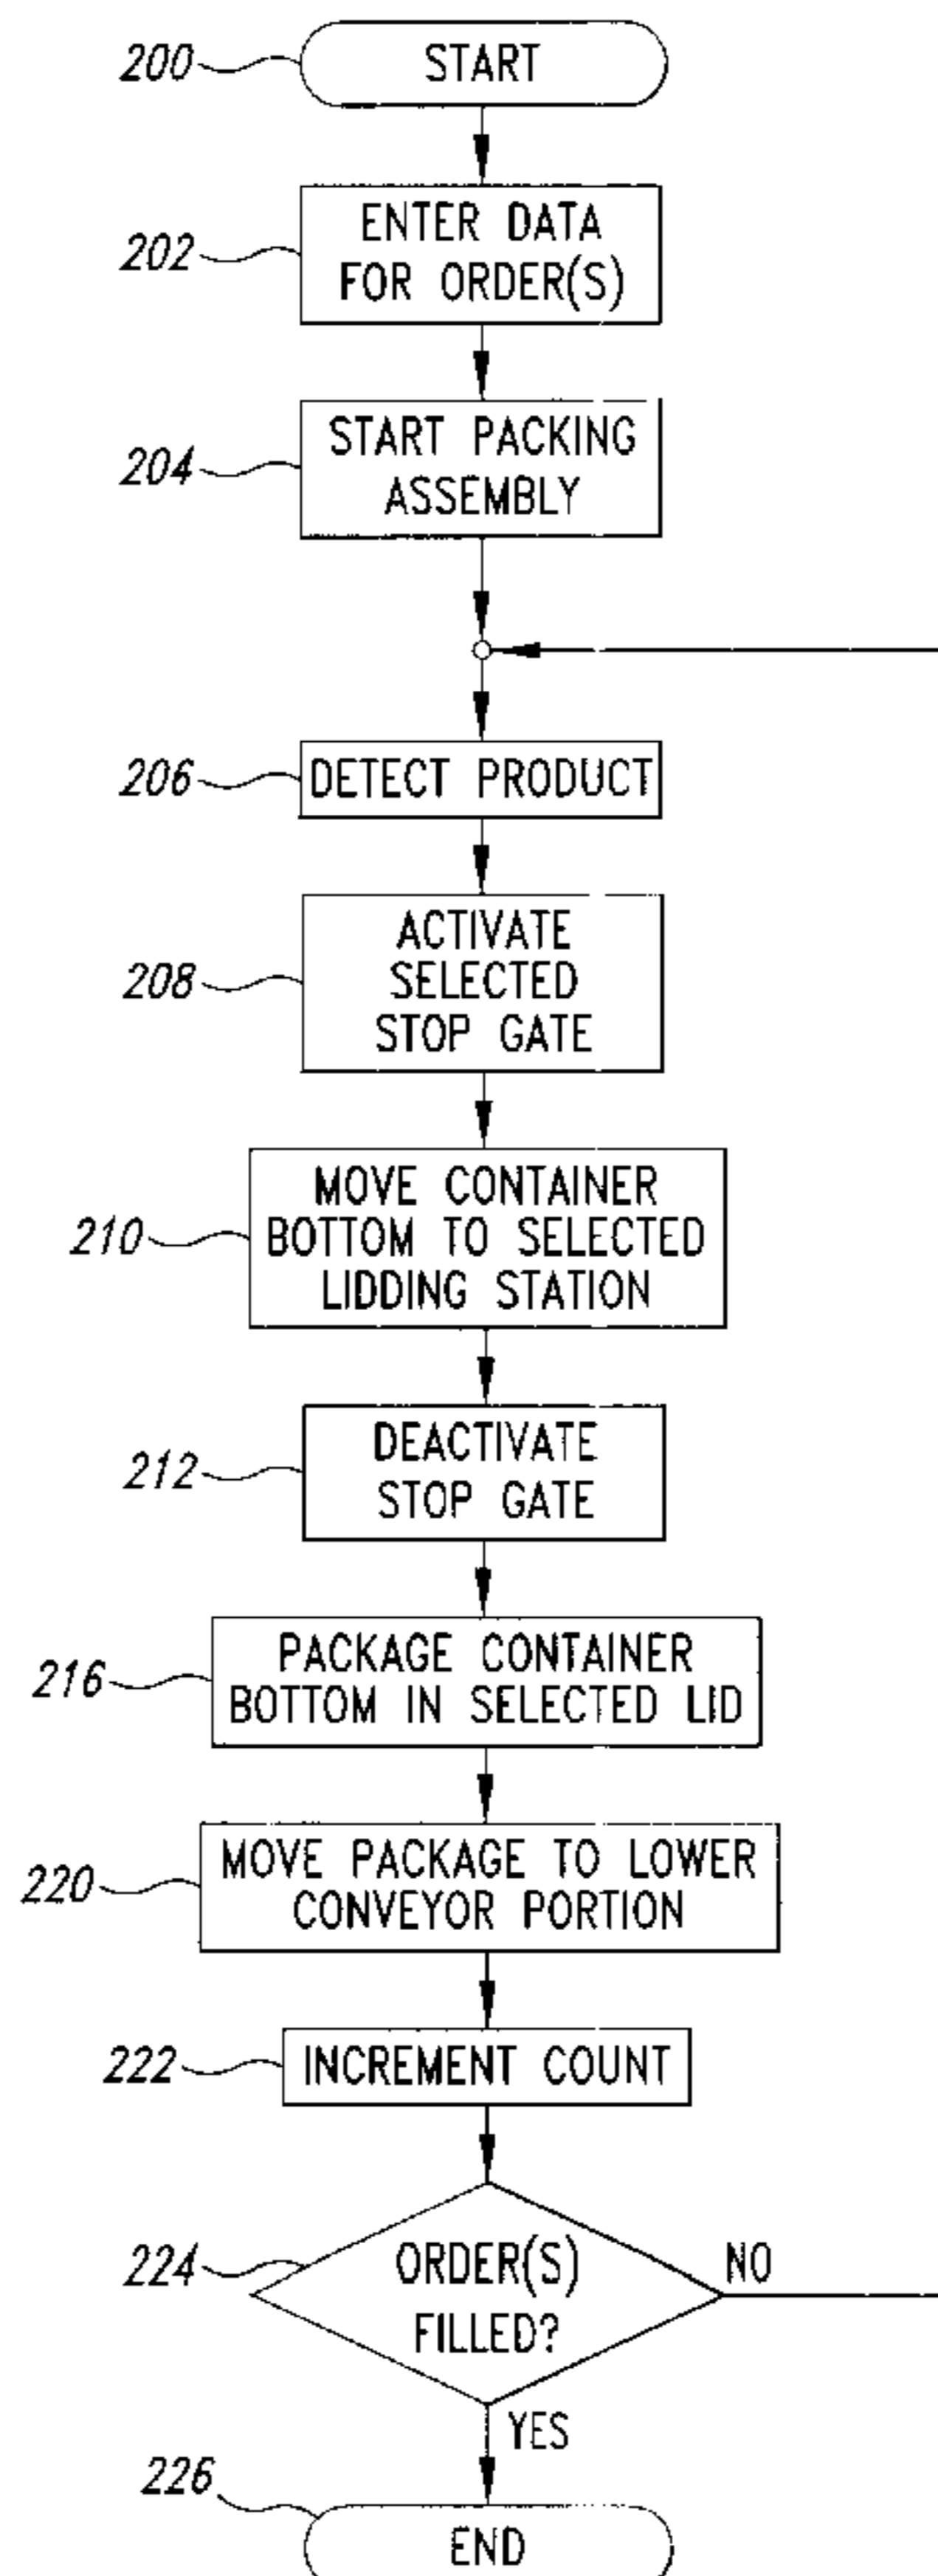 200
START
202
ENTER DATA
FOR ORDER(S)
204
START PACKING
ASSEMBLY
206
DETECT PRODUCT
208
ACTIVATE
SELECTED
STOP GATE
210
MOVE CONTAINER
BOTTOM TO SELECTED
LIDDING STATION
212
DEACTIVATE
STOP GATE
216
PACKAGE CONTAINER
BOTTOM IN SELECTED LID
220
MOVE PACKAGE TO LOWER
CONVEYOR PORTION
222
INCREMENT COUNT
224
ORDER(S)
FILLED?
NO
YES
226
END